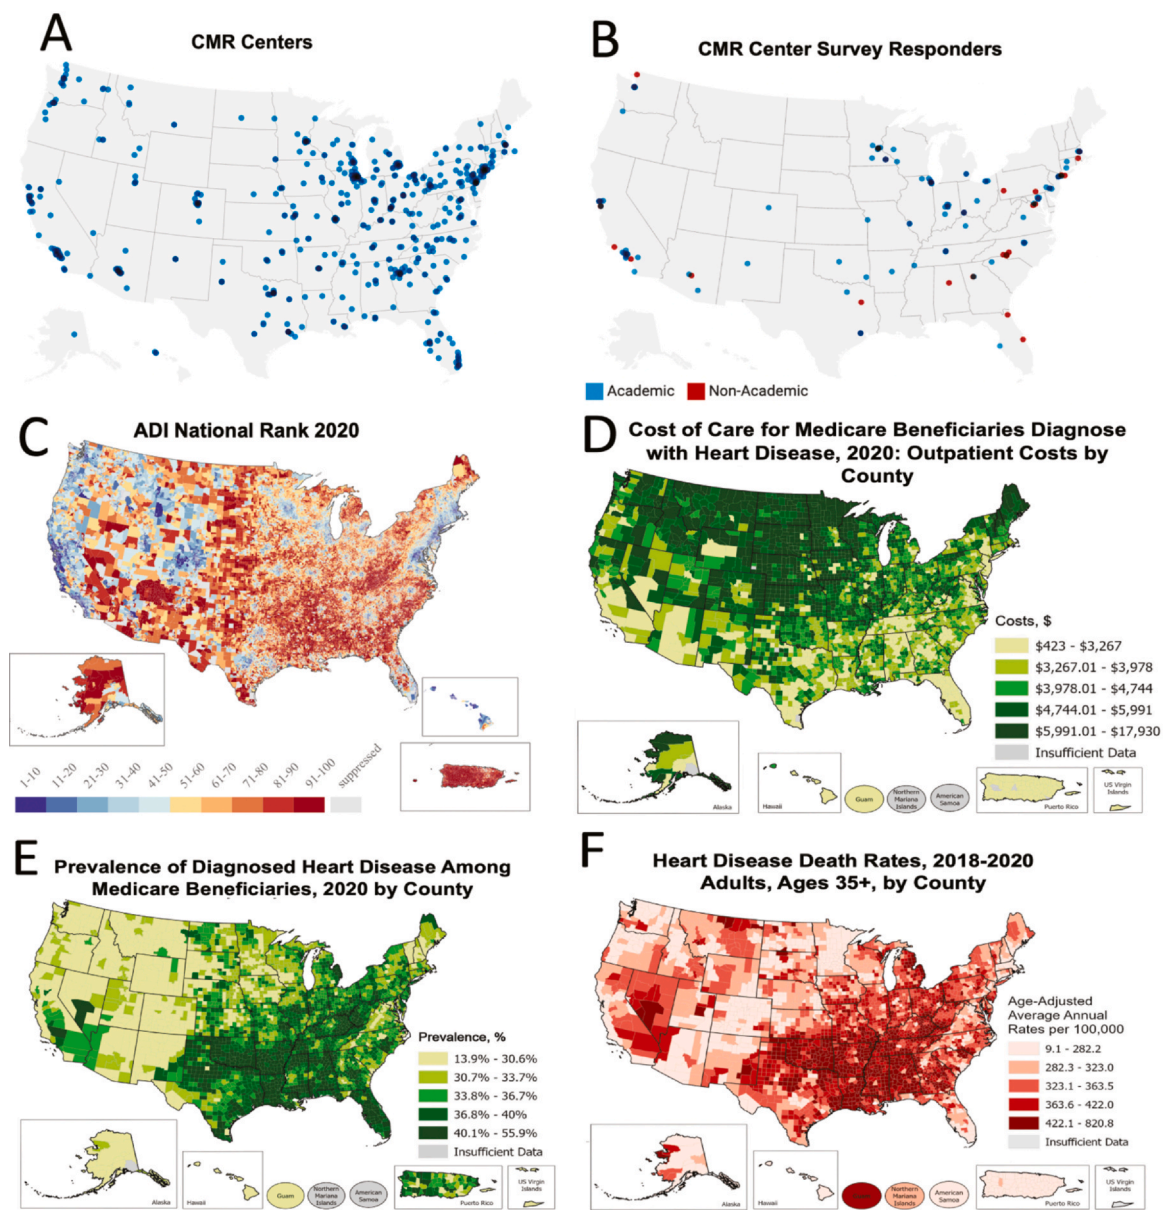 A
CMR Centers
B
CMR Center Survey Responders
Academic
Non-Academic
C
ADI National Rank 2020
1-10
11-20
21-30
31-40
41-50
51-60
61-70
71-80
81-90
91-100
suppressed
D
Cost of Care for Medicare Beneficiaries Diagnose
with Heart Disease, 2020: Outpatient Costs by
County
Costs, $
$423 - $3,267
$3,267.01 - $3,978
$3,978.01 - $4,744
$4,744.01 - $5,991
$5,991.01 - $17,930
Insufficient Data
Alaska
Hawaii
Guam
Northern
Mariana
Islands
American
Samoa
Puerto Rico
US Virgin
Islands
E
Prevalence of Diagnosed Heart Disease Among
Medicare Beneficiaries, 2020 by County
Prevalence, %
13.9% - 30.6%
30.7% - 33.7%
33.8% - 36.7%
36.8% - 40%
40.1% - 55.9%
Insufficient Data
Alaska
Hawaii
Guam
Northern
Mariana
Islands
American
Samoa
Puerto Rico
US Virgin
Islands
F
Heart Disease Death Rates, 2018-2020
Adults, Ages 35+, by County
Age-Adjusted
Average Annual
Rates per 100,000
9.1 - 282.2
282.3 - 323.0
323.1 - 363.5
363.6 - 422.0
422.1 - 820.8
Insufficient Data
Alaska
Hawaii
Northern
Mariana
Islands
American
Samoa
Puerto Rico
US Virgin
Islands